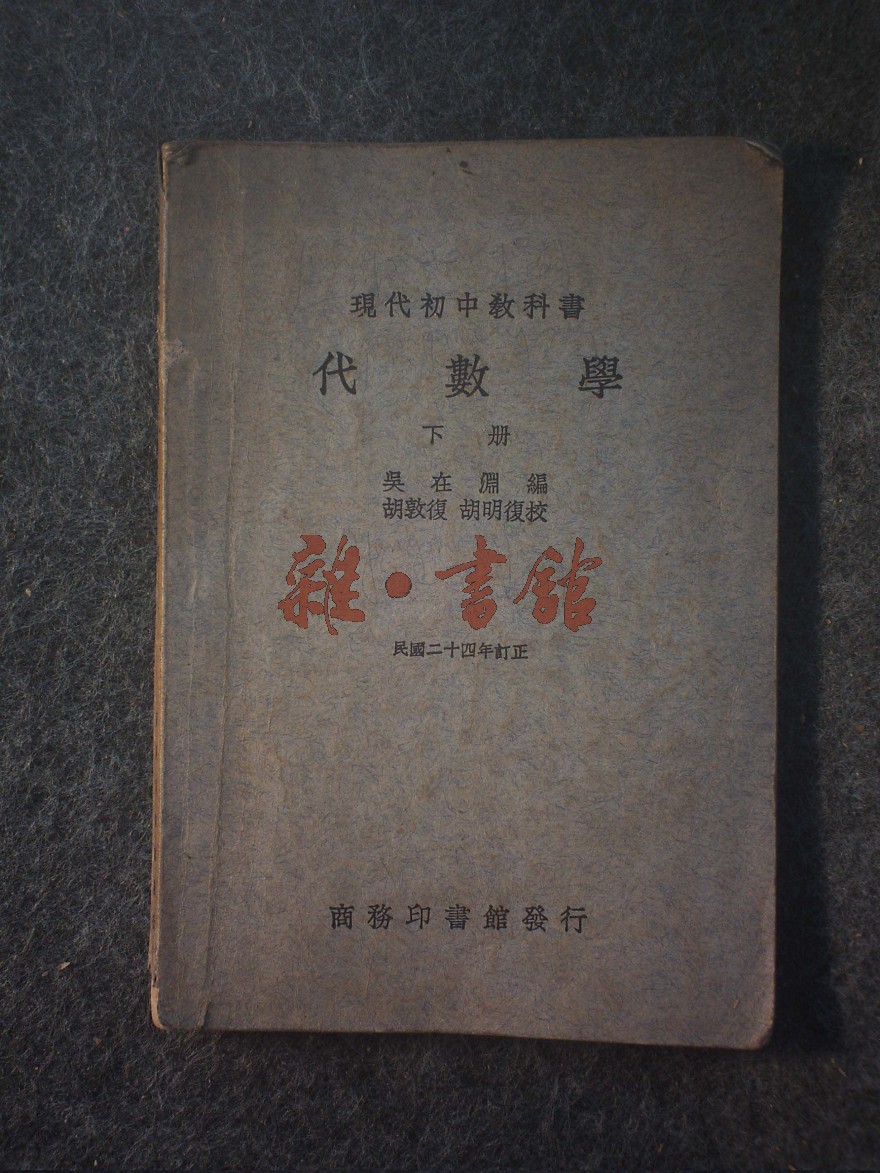 現代初中教科書
代數學
下册
吳在淵編
胡敦復 胡明復校
雜·書館
民國二十四年訂正
商務印書館發行